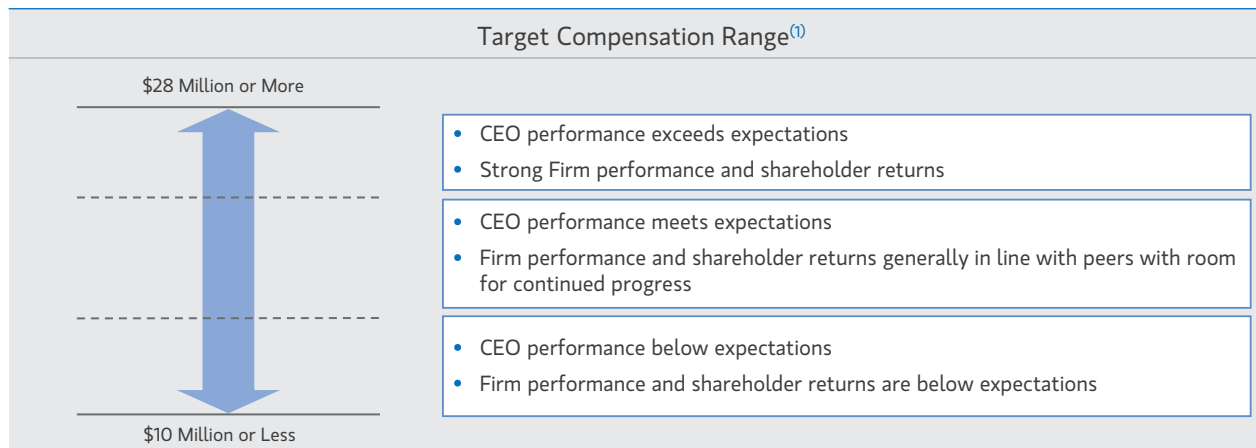 Target Compensation Range(1)
$28 Million or More
• CEO performance exceeds expectations
• Strong Firm performance and shareholder returns
• CEO performance meets expectations
• Firm performance and shareholder returns generally in line with peers with room
for continued progress
• CEO performance below expectations
• Firm performance and shareholder returns are below expectations
$10 Million or Less